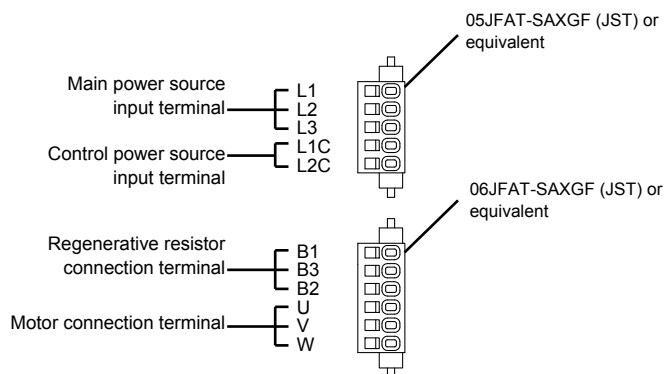 05JFAT-SAXGF (JST) or
equivalent
Main power source
input terminal
L1
L2
L3
Control power source
input terminal
L1C
L2C
06JFAT-SAXGF (JST) or
equivalent
Regenerative resistor
connection terminal
B1
B3
B2
Motor connection terminal
U
V
W